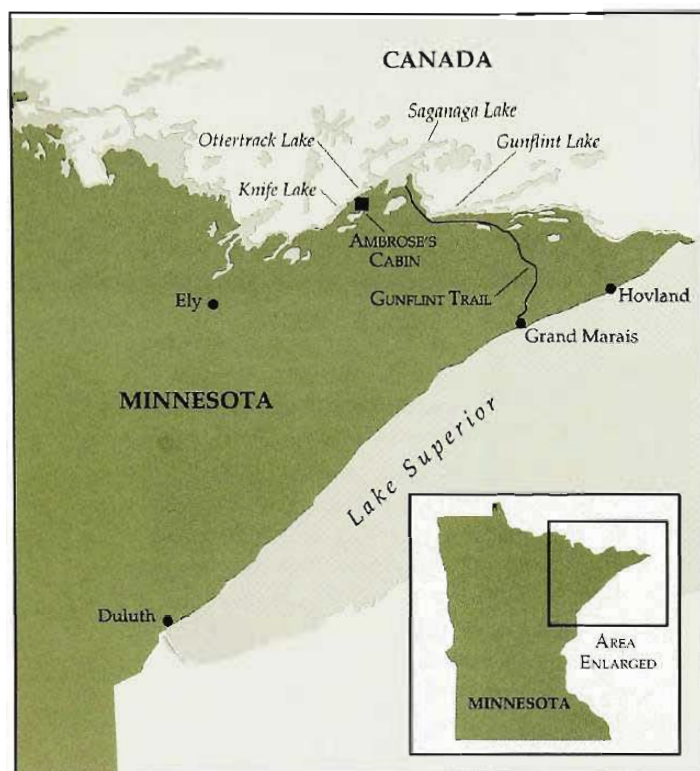 CANADA
Saganaga Lake
Ottertrack Lake
Gunflint Lake
Knife Lake
AMBROSE'S
CABIN
GUNFLINT TRAIL
Ely
Hovland
Grand Marais
MINNESOTA
Lake Superior
Duluth
AREA
ENLARGED
MINNESOTA